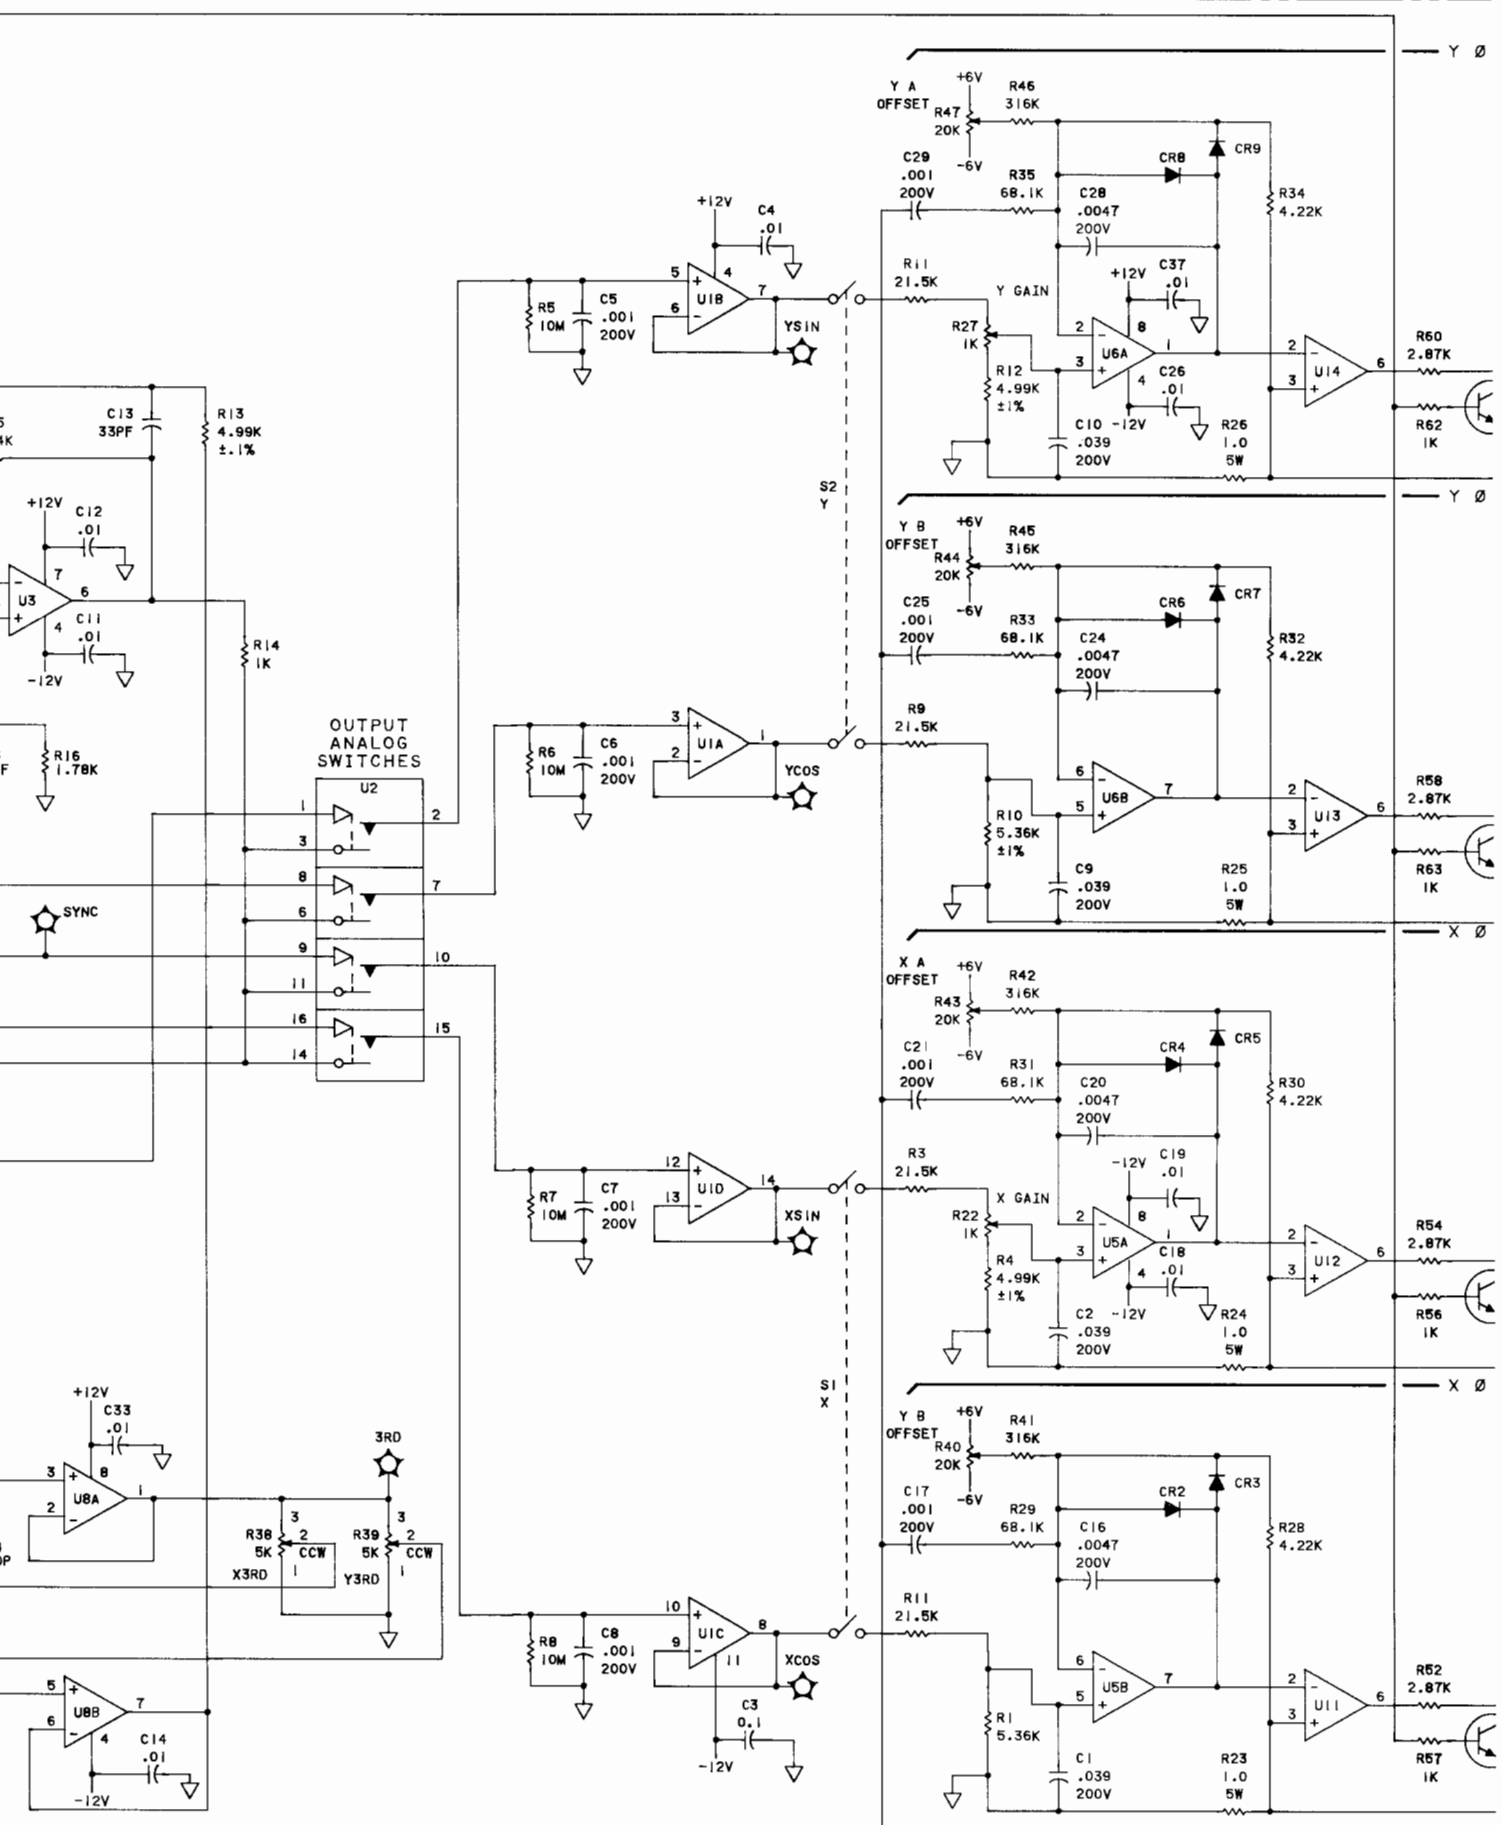 Y Ø
Y A
OFFSET
+6V
R47
20K
-6V
R46
316K
C29
.001
200V
R35
68.1K
C28
.0047
200V
CR8
CR9
R34
4.22K
+12V
C4
.01
5
+
4
U1B
7
6
-
YSIN
R5
10M
C5
.001
200V
R11
21.5K
Y GAIN
R27
1K
R12
4.99K
±1%
+12V
C37
.01
2
-
8
U6A
1
3
+
4
C26
.01
-12V
C10
.039
200V
R26
1.0
5W
2
-
U14
6
3
+
R60
2.87K
R62
1K
S2
Y
C13
33PF
R13
4.99K
±.1%
5
4K
+12V
C12
.01
-
7
U3
6
+
4
C11
.01
-12V
R14
1K
R16
1.78K
F
Y Ø
Y B
OFFSET
+6V
R44
20K
-6V
R45
316K
C25
.001
200V
R33
68.1K
C24
.0047
200V
CR6
CR7
R32
4.22K
R6
10M
C6
.001
200V
3
+
U1A
1
2
-
YCOS
R9
21.5K
R10
5.36K
±1%
6
-
U6B
7
5
+
C9
.039
200V
R25
1.0
5W
2
-
U13
6
3
+
R58
2.87K
R63
1K
OUTPUT
ANALOG
SWITCHES
U2
1
2
3
8
7
6
9
10
11
16
15
14
SYNC
X Ø
X A
OFFSET
+6V
R43
20K
-6V
R42
316K
C21
.001
200V
R31
68.1K
C20
.0047
200V
CR4
CR5
R30
4.22K
R7
10M
C7
.001
200V
12
+
U1D
14
13
-
XSIN
R3
21.5K
X GAIN
R22
1K
R4
4.99K
±1%
-12V
C19
.01
2
-
8
U5A
1
3
+
4
C18
.01
-12V
C2
.039
200V
R24
1.0
5W
2
-
U12
6
3
+
R54
2.87K
R56
1K
S1
X
X Ø
Y B
OFFSET
+6V
R40
20K
-6V
R41
316K
C17
.001
200V
R29
68.1K
C16
.0047
200V
CR2
CR3
R28
4.22K
+12V
C33
.01
3
+
8
U8A
1
2
-
0P
3RD
3
R38
5K
2
CCW
1
X3RD
3
R39
5K
2
CCW
1
Y3RD
R8
10M
C8
.001
200V
10
+
U1C
8
9
-
11
XCOS
C3
0.1
-12V
R11
21.5K
R1
5.36K
6
-
U5B
7
5
+
C1
.039
200V
R23
1.0
5W
2
-
U11
6
3
+
R52
2.87K
R57
1K
5
+
U8B
7
6
-
4
C14
.01
-12V